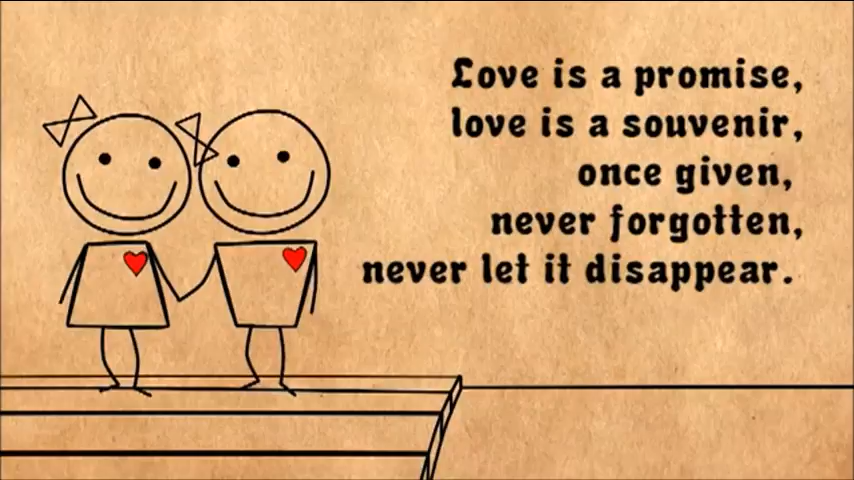 Love is a promise,
love is a souvenir,
once given,
never forgotten,
never let it disappear.